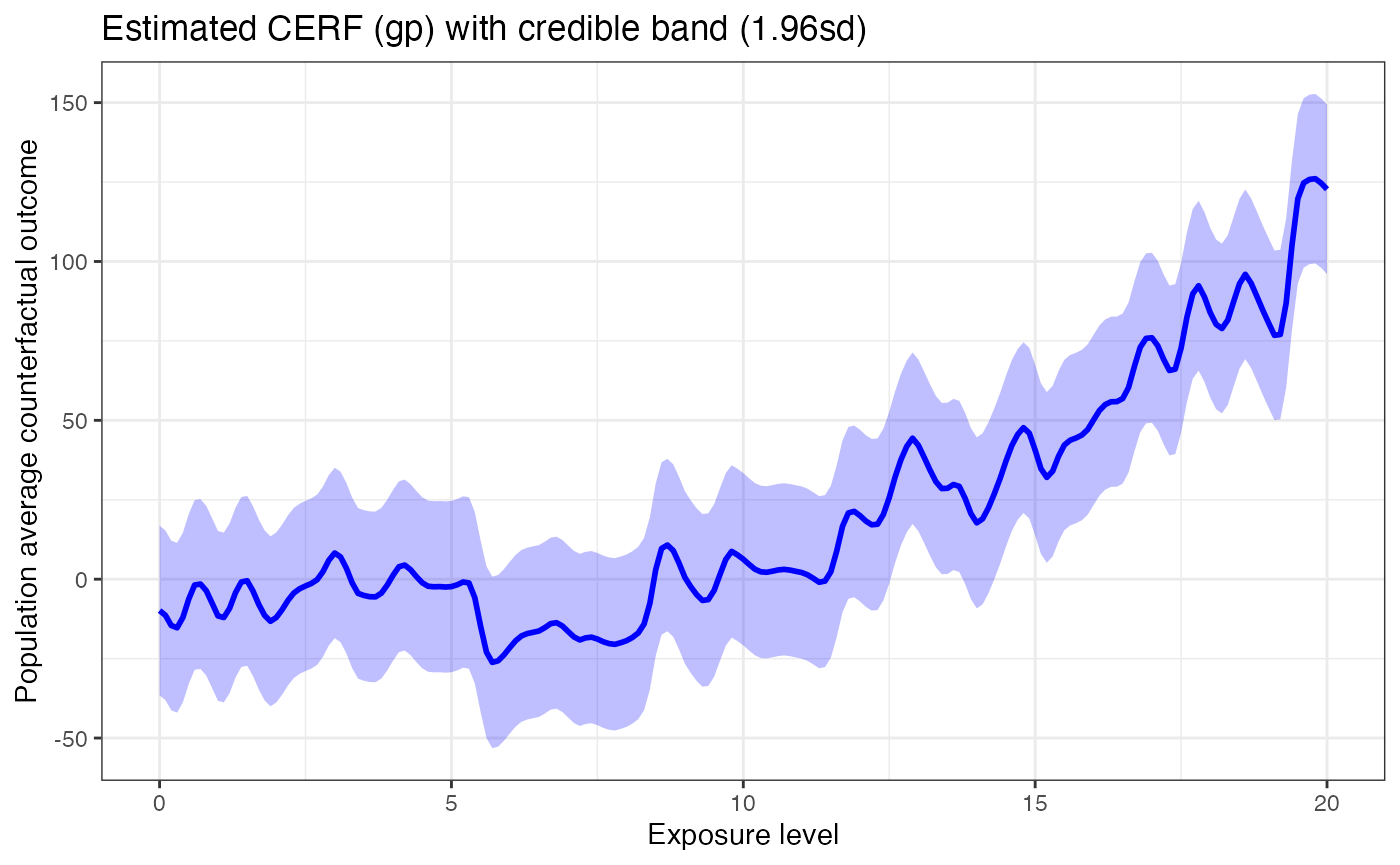 Estimated CERF (gp) with credible band (1.96sd)
Population average counterfactual outcome
150
100
50
0
-50
0 5 10 15 20
Exposure level